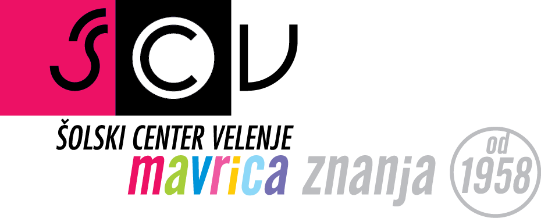 ŠCV
ŠOLSKI CENTER VELENJE
mavrica znanja od 1958